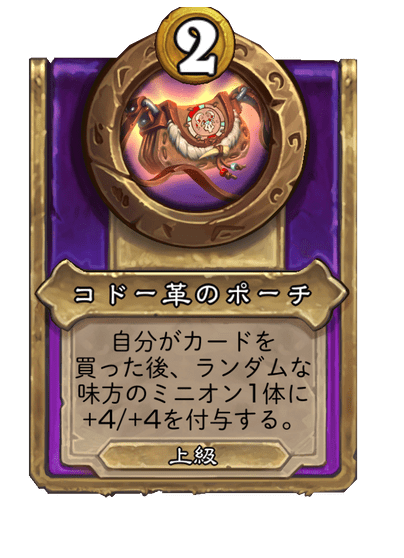 2
コドー革のポーチ
自分がカードを
買った後、ランダムな
味方のミニオン1体に
+4/+4を付与する。
上級